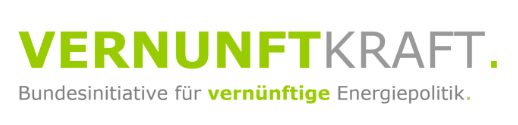 VERNUNFTKRAFT.
Bundesinitiative für vernünftige Energiepolitik.